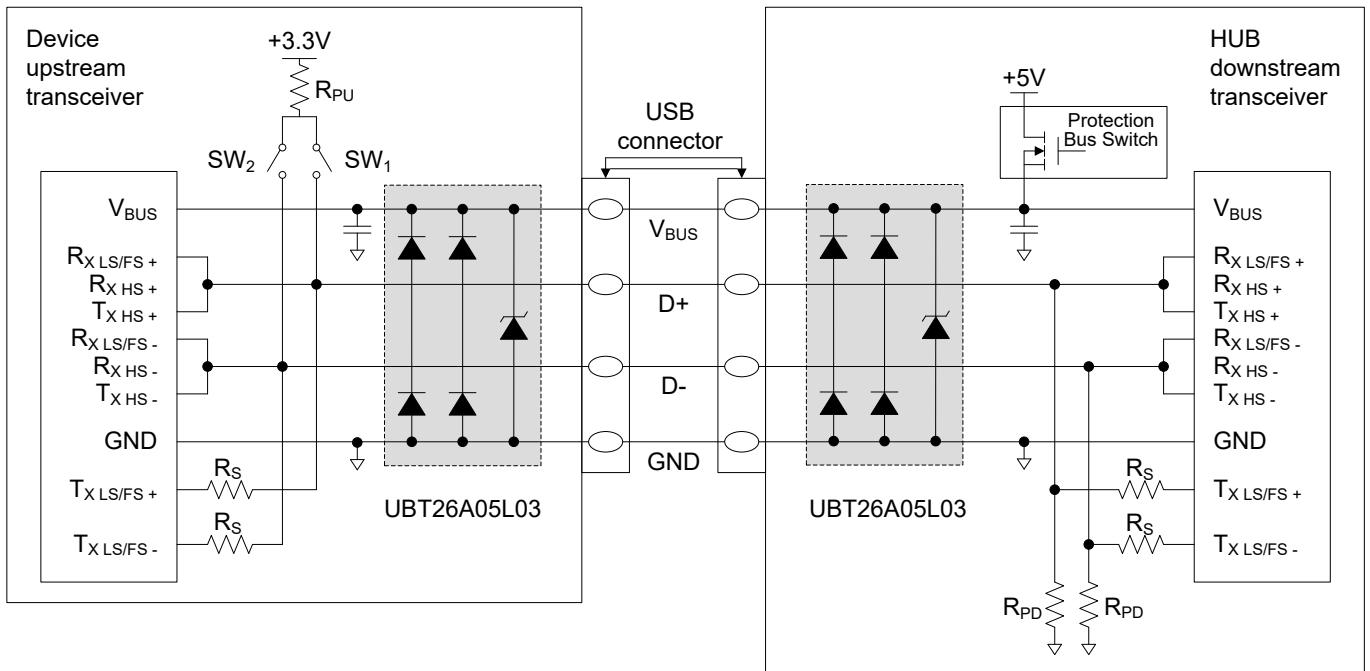 Device
upstream
transceiver
+3.3V
RPU
SW2
SW1
VBUS
RX LS/FS +
RX HS +
TX HS +
RX LS/FS -
RX HS -
TX HS -
GND
TX LS/FS +
TX LS/FS -
RS
RS
UBT26A05L03
USB
connector
VBUS
D+
D-
GND
HUB
downstream
transceiver
+5V
Protection
Bus Switch
UBT26A05L03
VBUS
RX LS/FS +
RX HS +
TX HS +
RX LS/FS -
RX HS -
TX HS -
GND
TX LS/FS +
TX LS/FS -
RS
RS
RPD
RPD